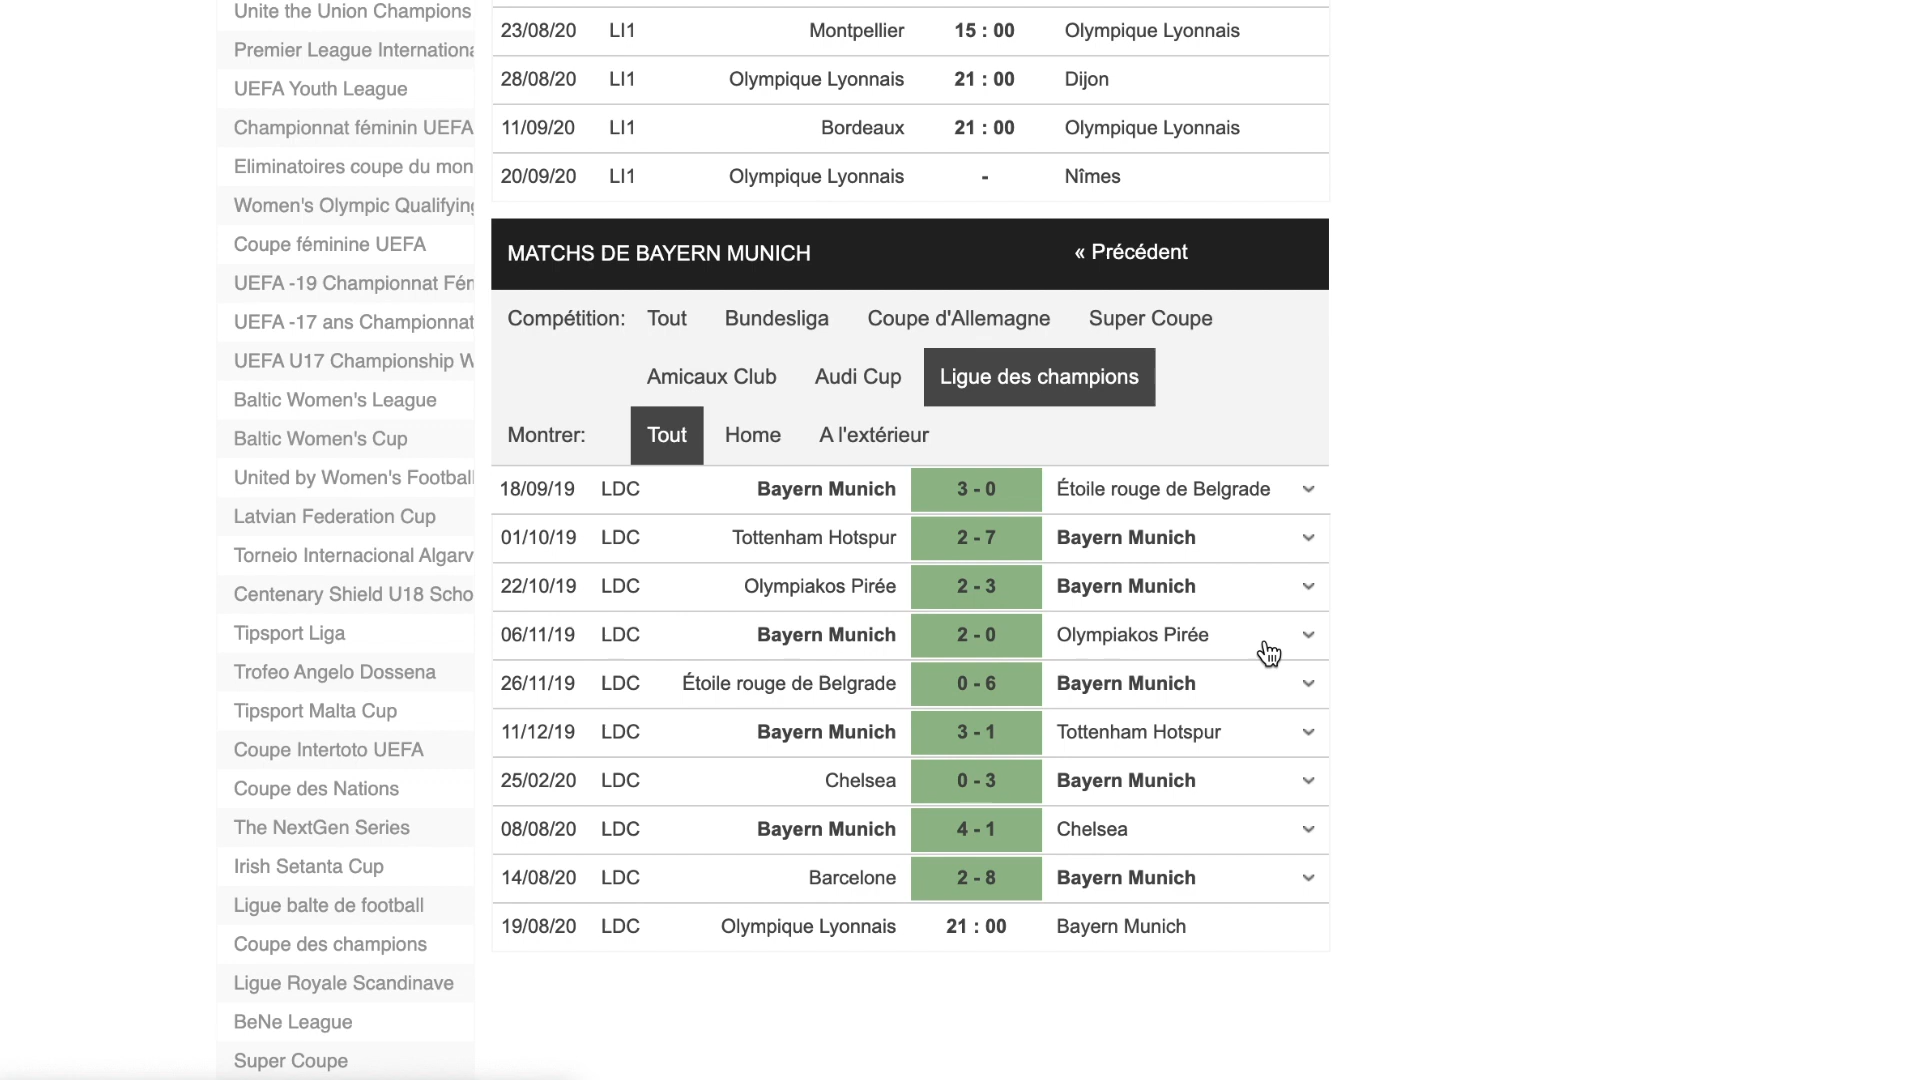 Unite the Union Champions
Premier League Internationa
UEFA Youth League
Championnat féminin UEFA
Eliminatoires coupe du mon
Women's Olympic Qualifying
Coupe féminine UEFA
UEFA -19 Championnat Fém
UEFA -17 ans Championnat
UEFA U17 Championship W
Baltic Women's League
Baltic Women's Cup
United by Women's Football
Latvian Federation Cup
Torneio Internacional Algarv
Centenary Shield U18 Scho
Tipsport Liga
Trofeo Angelo Dossena
Tipsport Malta Cup
Coupe Intertoto UEFA
Coupe des Nations
The NextGen Series
Irish Setanta Cup
Ligue balte de football
Coupe des champions
Ligue Royale Scandinave
BeNe League
Super Coupe
23/08/20 LI1 Montpellier 15 : 00 Olympique Lyonnais
28/08/20 LI1 Olympique Lyonnais 21 : 00 Dijon
11/09/20 LI1 Bordeaux 21 : 00 Olympique Lyonnais
20/09/20 LI1 Olympique Lyonnais - Nîmes
MATCHS DE BAYERN MUNICH « Précédent
Compétition: Tout Bundesliga Coupe d'Allemagne Super Coupe
Amicaux Club Audi Cup Ligue des champions
Montrer: Tout Home A l'extérieur
18/09/19 LDC Bayern Munich 3 - 0 Étoile rouge de Belgrade
01/10/19 LDC Tottenham Hotspur 2 - 7 Bayern Munich
22/10/19 LDC Olympiakos Pirée 2 - 3 Bayern Munich
06/11/19 LDC Bayern Munich 2 - 0 Olympiakos Pirée
26/11/19 LDC Étoile rouge de Belgrade 0 - 6 Bayern Munich
11/12/19 LDC Bayern Munich 3 - 1 Tottenham Hotspur
25/02/20 LDC Chelsea 0 - 3 Bayern Munich
08/08/20 LDC Bayern Munich 4 - 1 Chelsea
14/08/20 LDC Barcelone 2 - 8 Bayern Munich
19/08/20 LDC Olympique Lyonnais 21 : 00 Bayern Munich